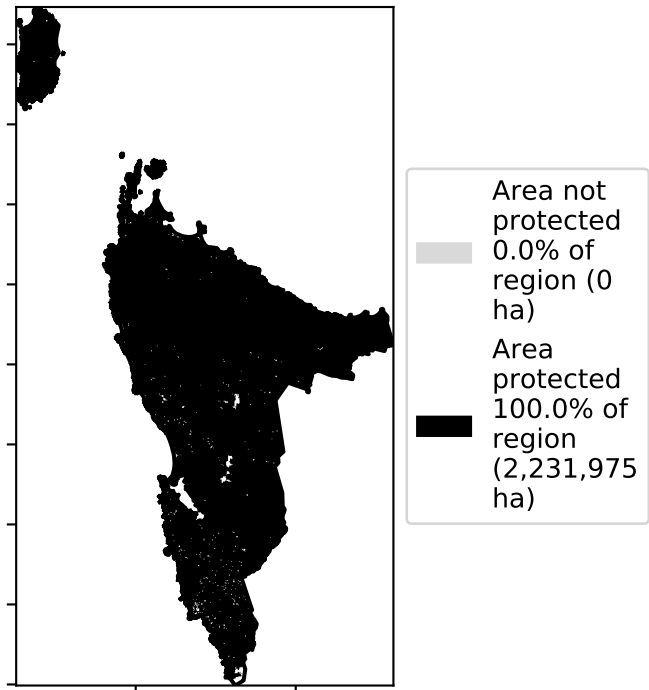 Area not
protected
0.0% of
region (0
ha)
Area
protected
100.0% of
region
(2,231,975
ha)